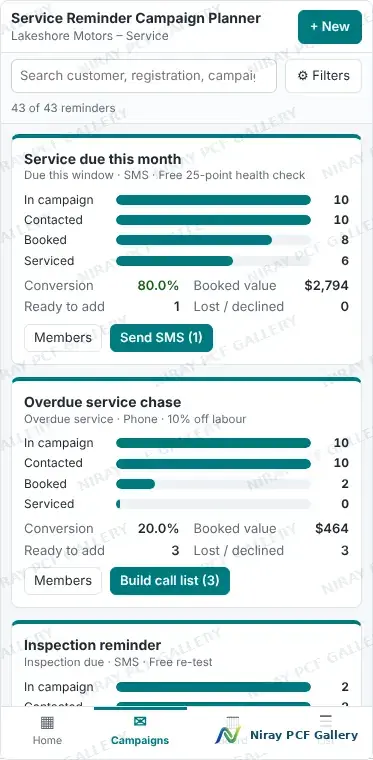 Service Reminder Campaign Planner
Lakeshore Motors – Service
+ New
Search customer, registration, campai
Filters
43 of 43 reminders
Service due this month
Due this window · SMS · Free 25-point health check
In campaign 10
Contacted 10
Booked 8
Serviced 6
Conversion 80.0% Booked value $2,794
Ready to add 1 Lost / declined 0
Members Send SMS (1)
Overdue service chase
Overdue service · Phone · 10% off labour
In campaign 10
Contacted 10
Booked 2
Serviced 0
Conversion 20.0% Booked value $464
Ready to add 3 Lost / declined 3
Members Build call list (3)
Inspection reminder
Inspection due · SMS · Free re-test
In campaign 2
Contacted 2
Home Campaigns
Niray PCF Gallery
NIRAY PCF GALLERY